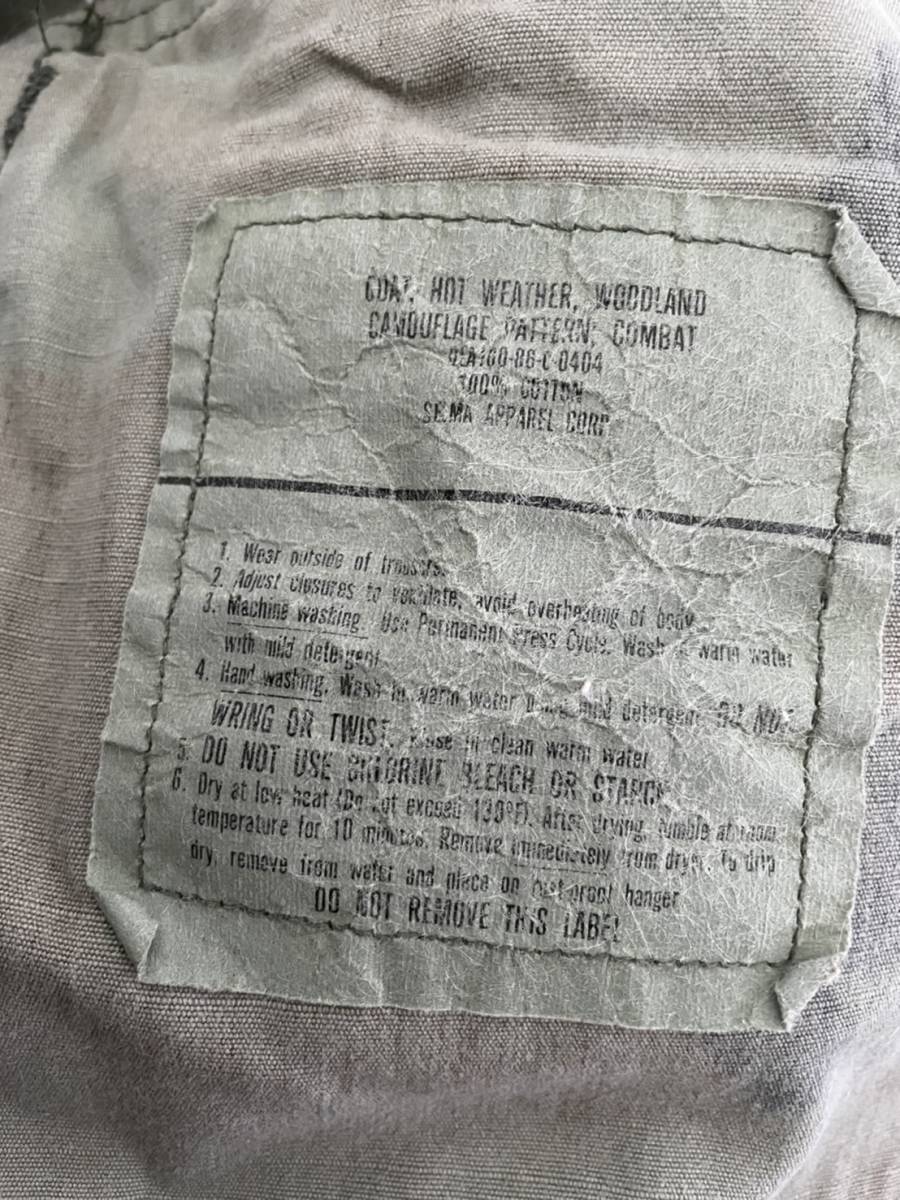 COAT, HOT WEATHER, WOODLAND
CAMOUFLAGE PATTERN, COMBAT
DLA100-86-C-0404
100% COTTON
SELMA APPAREL CORP
1. Wear outside of trousers.
2. Adjust closures to ventilate, avoid overheating of body
3. Machine washing. Use Permanent Press Cycle. Wash in warm water
with mild detergent
4. Hand washing. Wash in warm water using mild detergent. DO NOT
WRING OR TWIST. Rinse in clean warm water
5. DO NOT USE CHLORINE BLEACH OR STARCH
6. Dry at low heat (Do not exceed 130°F). After drying, tumble at room
temperature for 10 minutes. Remove immediately from dryer. To drip
dry, remove from water and place on rust proof hanger
DO NOT REMOVE THIS LABEL